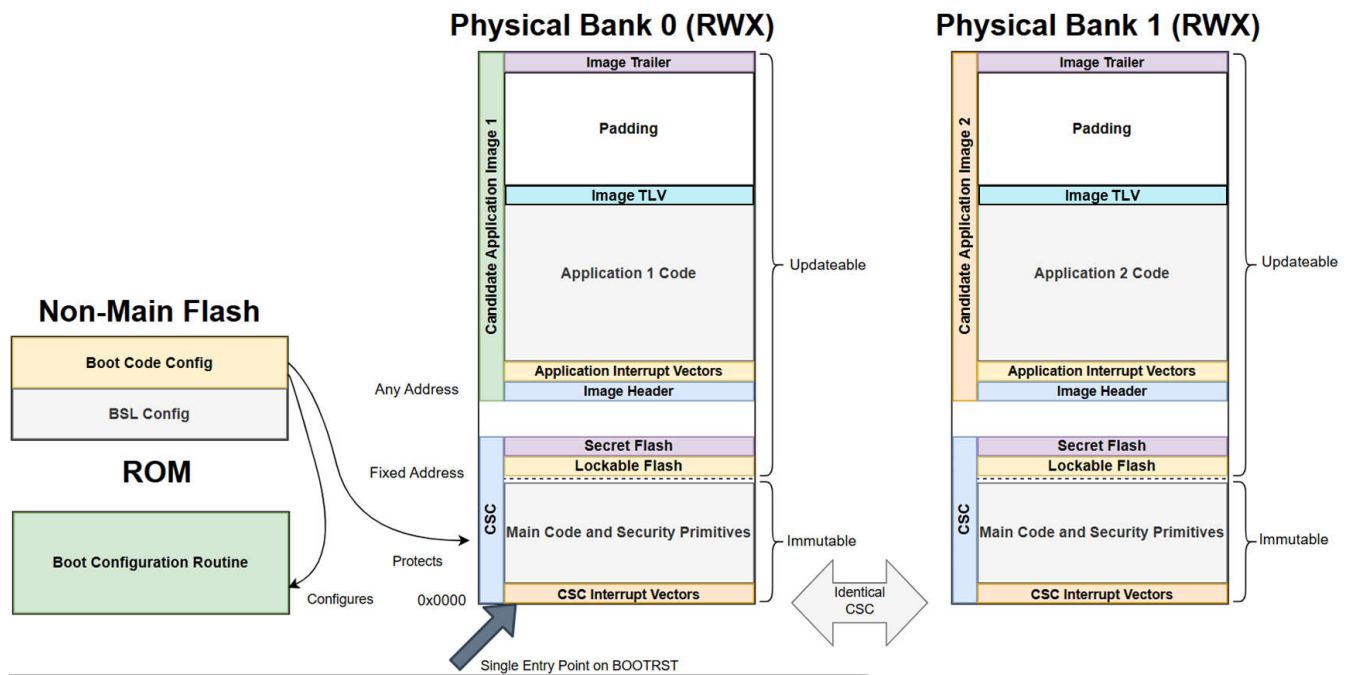 Physical Bank 0 (RWX)
Physical Bank 1 (RWX)
Candidate Application Image 1
Image Trailer
Padding
Image TLV
Application 1 Code
Application Interrupt Vectors
Image Header
Updateable
Candidate Application Image 2
Image Trailer
Padding
Image TLV
Application 2 Code
Application Interrupt Vectors
Image Header
Updateable
Non-Main Flash
Boot Code Config
BSL Config
ROM
Boot Configuration Routine
Any Address
Fixed Address
Protects
Configures
0x0000
CSC
Secret Flash
Lockable Flash
Main Code and Security Primitives
CSC Interrupt Vectors
Immutable
Identical
CSC
CSC
Secret Flash
Lockable Flash
Main Code and Security Primitives
CSC Interrupt Vectors
Immutable
Single Entry Point on BOOTRST